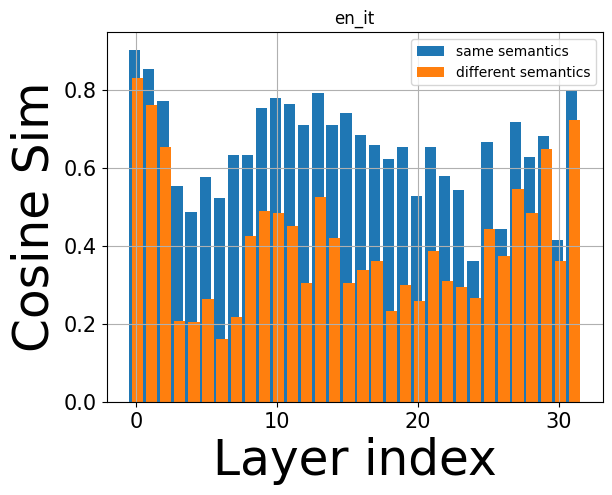 en_it
same semantics
different semantics
Cosine Sim
0.8
0.6
0.4
0.2
0.0
0
10
20
30
Layer index